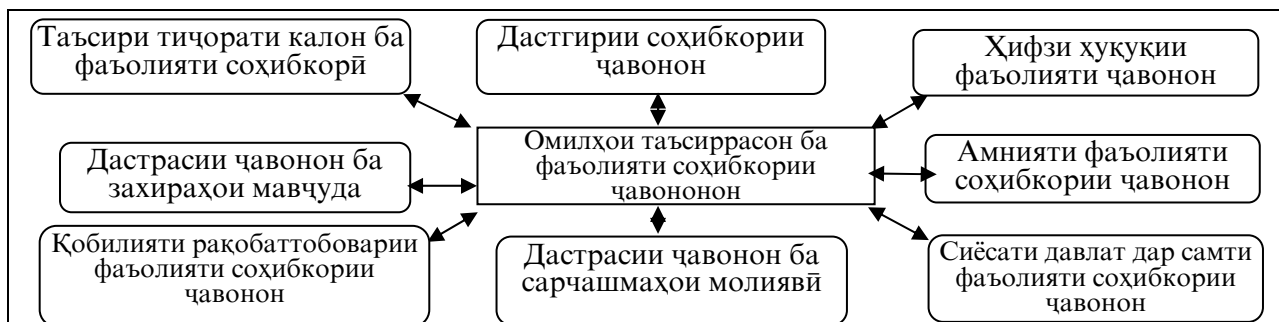 Таъсири тиҷорати калон ба
фаъолияти соҳибкорӣ
Дастгирии соҳибкории
ҷавонон
Ҳифзи ҳуқуқии
фаъолияти ҷавонон
Дастрасии ҷавонон ба
захираҳои мавҷуда
Омилҳои таъсиррасон ба
фаъолияти соҳибкории
ҷавононон
Амнияти фаъолияти
соҳибкории ҷавонон
Қобилияти рақобаттобоварии
фаъолияти соҳибкории
ҷавонон
Дастрасии ҷавонон ба
сарчашмаҳои молиявӣ
Сиёсати давлат дар самти
фаъолияти соҳибкории
ҷавонон